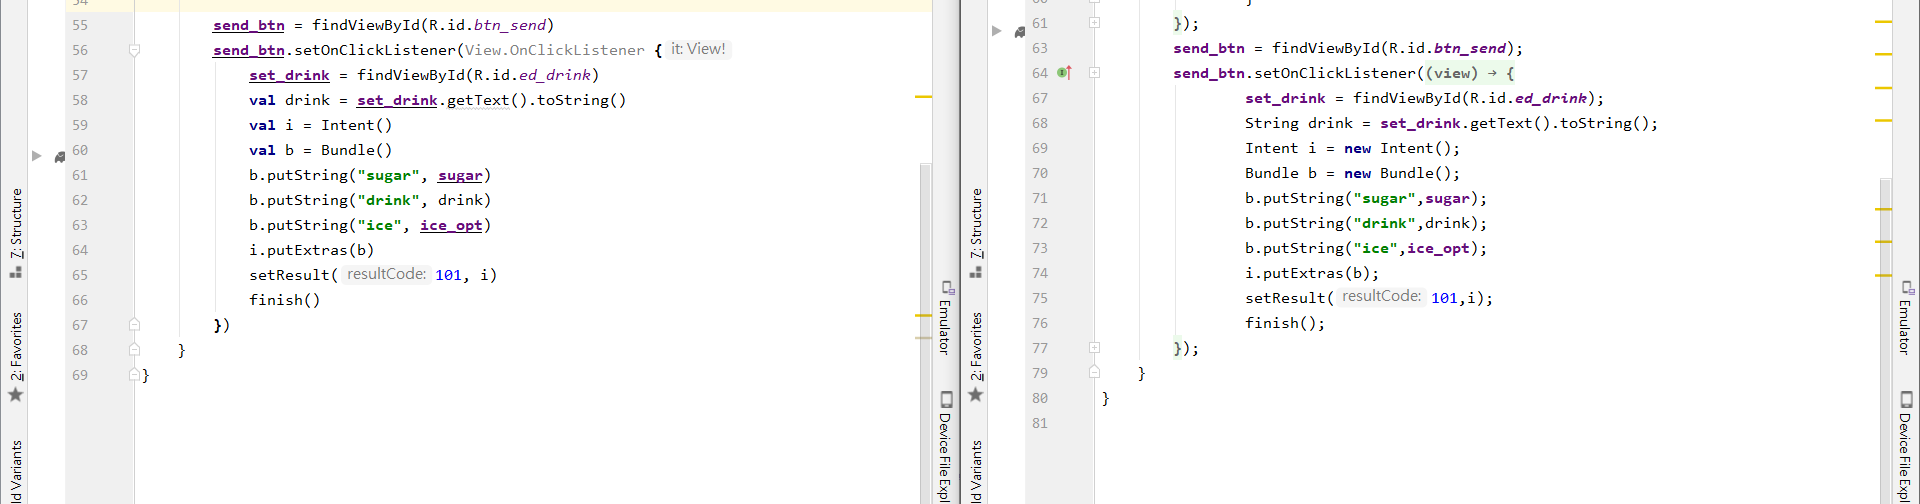 54
55 send_btn = findViewById(R.id.btn_send)
56 send_btn.setOnClickListener(View.OnClickListener { it: View!
57 set_drink = findViewById(R.id.ed_drink)
58 val drink = set_drink.getText().toString()
59 val i = Intent()
60 val b = Bundle()
61 b.putString("sugar", sugar)
62 b.putString("drink", drink)
63 b.putString("ice", ice_opt)
64 i.putExtras(b)
65 setResult( resultCode: 101, i)
66 finish()
67 })
68 }
69 }
7: Structure
2: Favorites
ld Variants
Emulator
Device File Expl
60 }
61 });
63 send_btn = findViewById(R.id.btn_send);
64 send_btn.setOnClickListener((view) → {
67 set_drink = findViewById(R.id.ed_drink);
68 String drink = set_drink.getText().toString();
69 Intent i = new Intent();
70 Bundle b = new Bundle();
71 b.putString("sugar",sugar);
72 b.putString("drink",drink);
73 b.putString("ice",ice_opt);
74 i.putExtras(b);
75 setResult( resultCode: 101,i);
76 finish();
77 });
79 }
80 }
81
7: Structure
2: Favorites
ld Variants
Emulator
Device File Expl